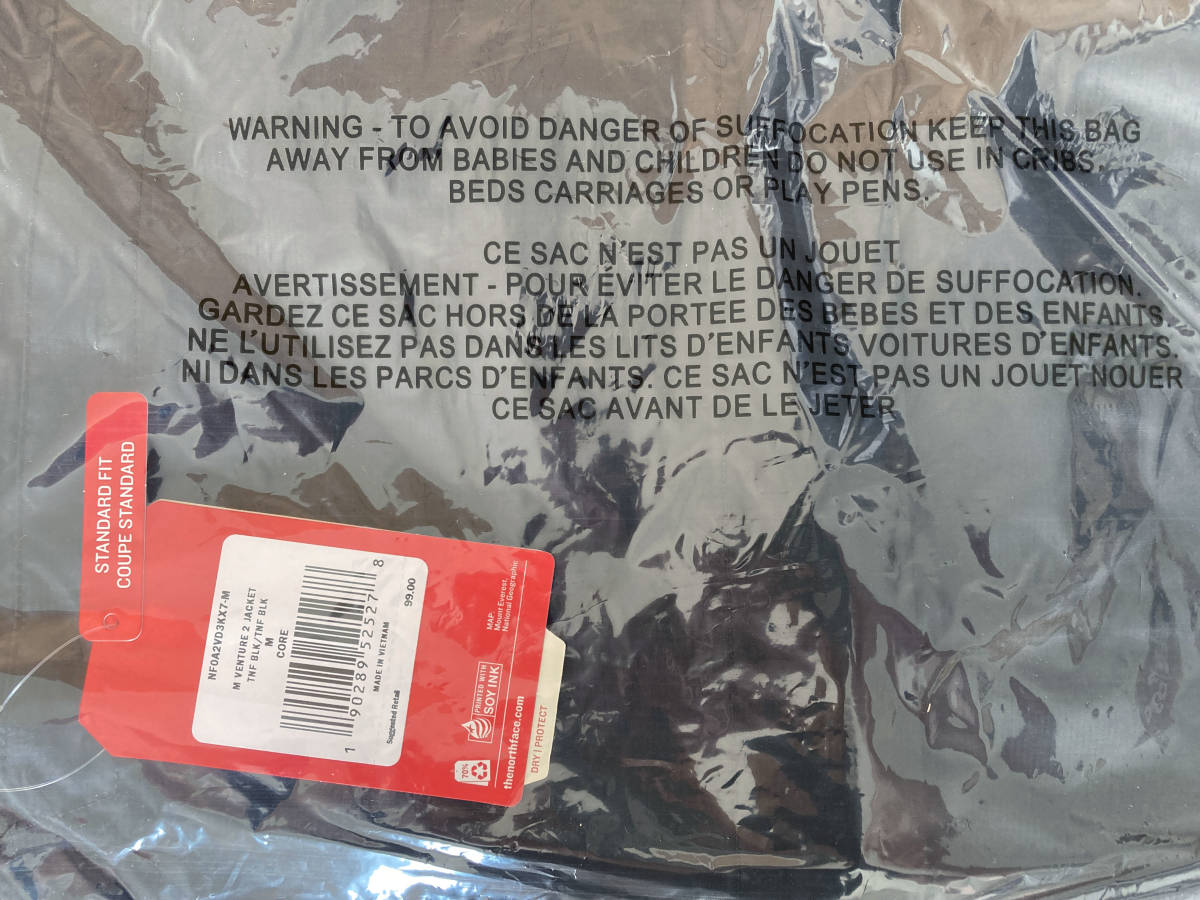 WARNING - TO AVOID DANGER OF SUFFOCATION KEEP THIS BAG
AWAY FROM BABIES AND CHILDREN DO NOT USE IN CRIBS,
BEDS CARRIAGES OR PLAY PENS.
CE SAC N'EST PAS UN JOUET
AVERTISSEMENT - POUR EVITER LE DANGER DE SUFFOCATION.
GARDEZ CE SAC HORS DE LA PORTEE DES BEBES ET DES ENFANTS.
NE L'UTILISEZ PAS DANS LES LITS D'ENFANTS, VOITURES D'ENFANTS.
NI DANS LES PARCS D'ENFANTS. CE SAC N'EST PAS UN JOUET NOUER
CE SAC AVANT DE LE JETER
STANDARD FIT
COUPE STANDARD
NF0A2VD3KX7-M
M VENTURE 2 JACKET
TNF BLK/TNF BLK
M
CORE
1 90289 52527 8
MADE IN VIETNAM
Suggested Retail
99.00
MAP:
Mount Everest,
National Geographic
PRINTED WITH
SOY INK
70%
thenorthface.com
DRY | PROTECT